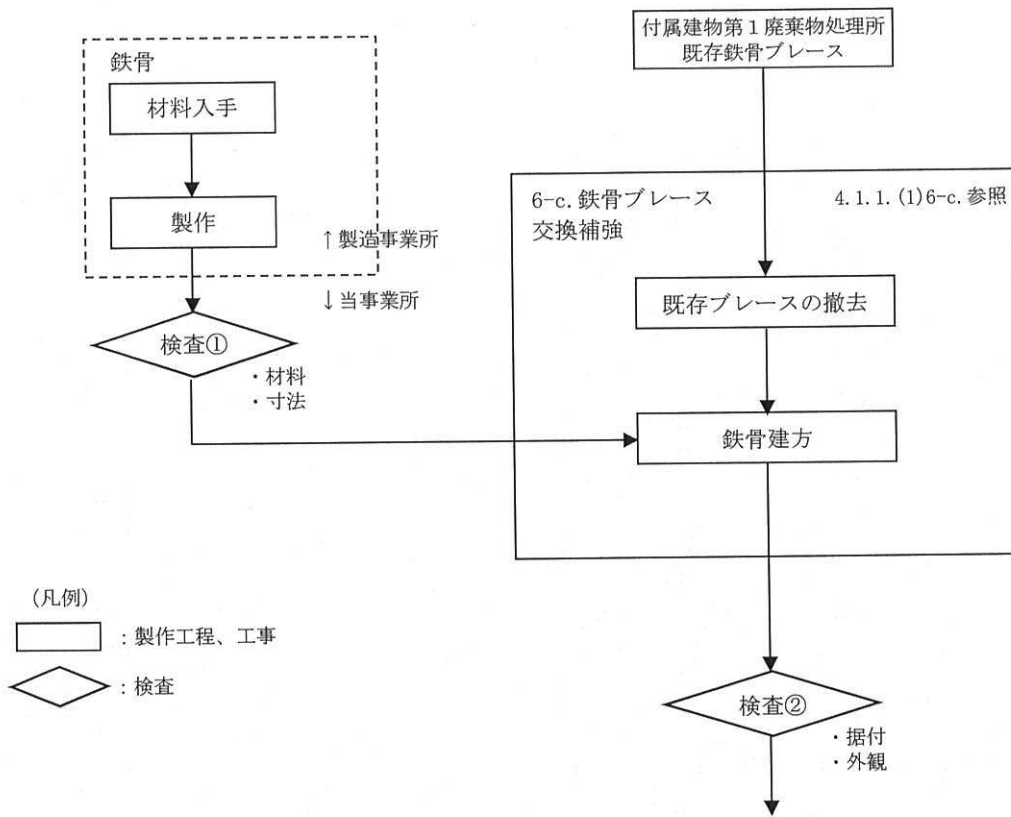 付属建物第１廃棄物処理所
既存鉄骨ブレース
鉄骨
材料入手
製作
↑製造事業所
↓当事業所
検査①
・材料
・寸法
6-c.鉄骨ブレース
交換補強
4.1.1.(1)6-c.参照
既存ブレースの撤去
鉄骨建方
検査②
・据付
・外観
(凡例)
：製作工程、工事
：検査